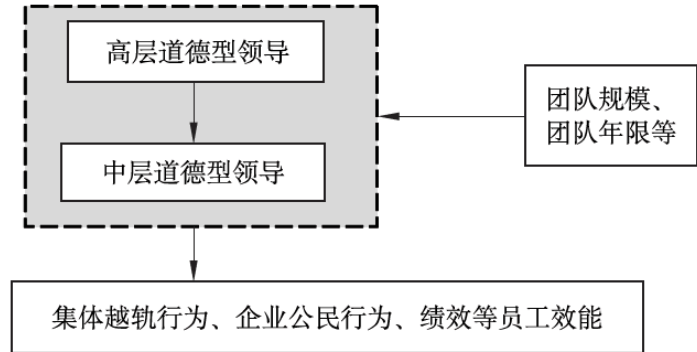 高层道德型领导
团队规模、
团队年限等
中层道德型领导
集体越轨行为、企业公民行为、绩效等员工效能